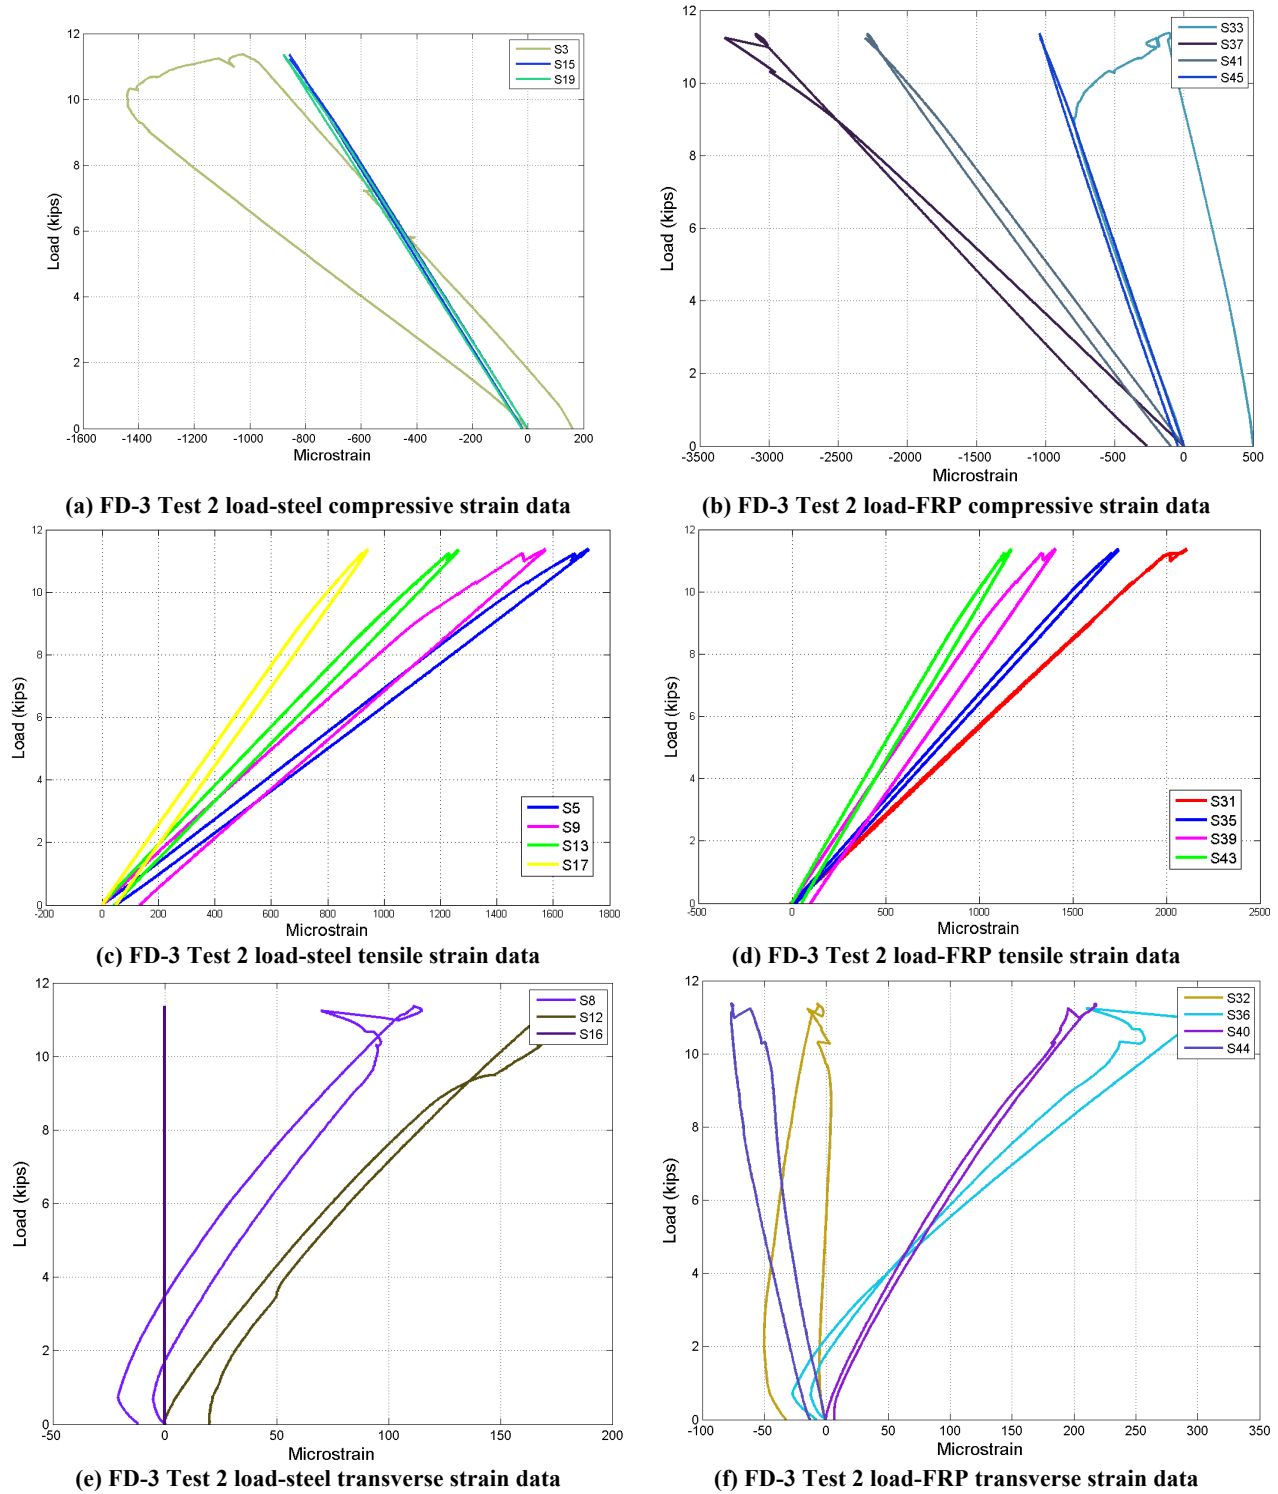 12
10
8
6
4
2
0
Load (kips)
-1600 -1400 -1200 -1000 -800 -600 -400 -200 0 200
Microstrain
S3
S15
S19
(a) FD-3 Test 2 load-steel compressive strain data
12
10
8
6
4
2
0
Load (kips)
-3500 -3000 -2500 -2000 -1500 -1000 -500 0 500
Microstrain
S33
S37
S41
S45
(b) FD-3 Test 2 load-FRP compressive strain data
12
10
8
6
4
2
0
Load (kips)
-200 0 200 400 600 800 1000 1200 1400 1600 1800
Microstrain
S5
S9
S13
S17
(c) FD-3 Test 2 load-steel tensile strain data
12
10
8
6
4
2
0
Load (kips)
-500 0 500 1000 1500 2000 2500
Microstrain
S31
S35
S39
S43
(d) FD-3 Test 2 load-FRP tensile strain data
12
10
8
6
4
2
0
Load (kips)
-50 0 50 100 150 200
Microstrain
S8
S12
S16
(e) FD-3 Test 2 load-steel transverse strain data
12
10
8
6
4
2
0
Load (kips)
-100 -50 0 50 100 150 200 250 300 350
Microstrain
S32
S36
S40
S44
(f) FD-3 Test 2 load-FRP transverse strain data